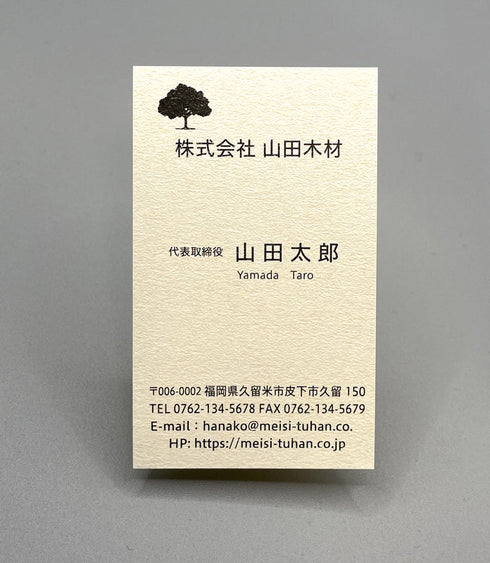 株式会社 山田木材
代表取締役 山田太郎
Yamada Taro
〒006-0002 福岡県久留米市皮下市久留 150
TEL 0762-134-5678 FAX 0762-134-5679
E-mail：hanako@meisi-tuhan.co.
HP: https://meisi-tuhan.co.jp